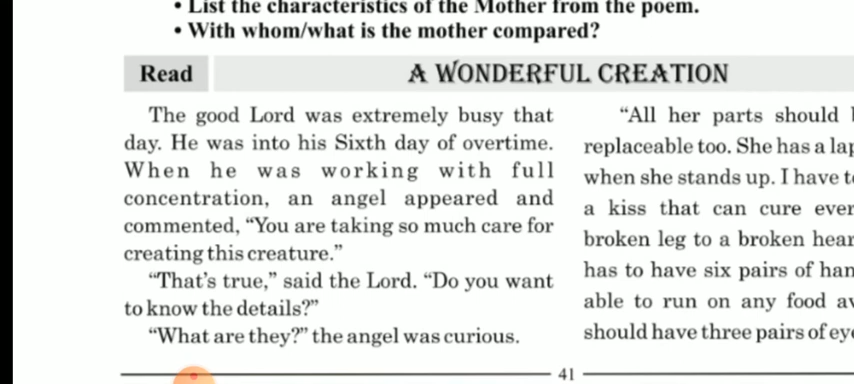 • List the characteristics of the Mother from the poem.
• With whom/what is the mother compared?
Read
A WONDERFUL CREATION
The good Lord was extremely busy that
day. He was into his Sixth day of overtime.
When he was working with full
concentration, an angel appeared and
commented, “You are taking so much care for
creating this creature.”
“That’s true,” said the Lord. “Do you want
to know the details?”
“What are they?” the angel was curious.
“All her parts should
replaceable too. She has a
when she stands up. I have
a kiss that can cure
broken leg to a broken
has to have six pairs of
able to run on any food
should have three pairs of
41